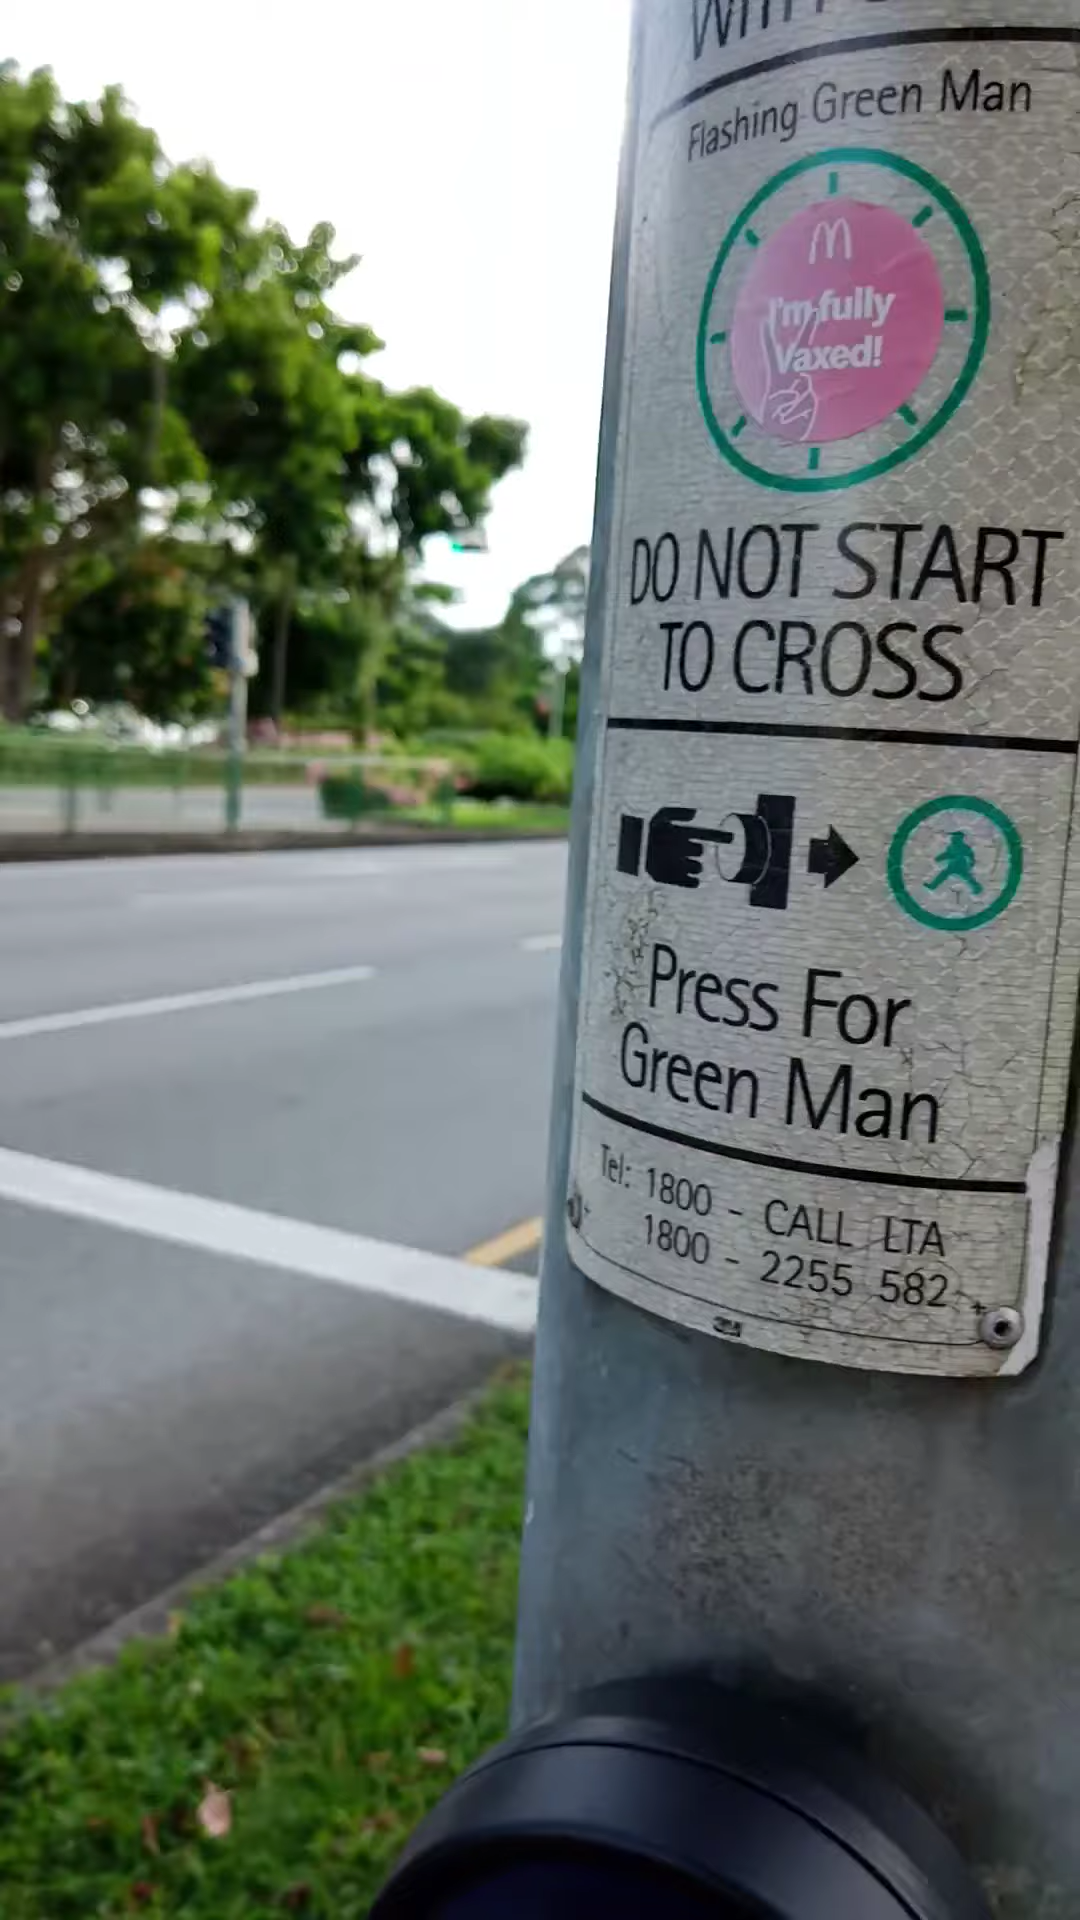 Flashing Green Man
I'm fully
Vaxed!
DO NOT START
TO CROSS
Press For
Green Man
Tel: 1800 - CALL LTA
1800 - 2255 582
3M